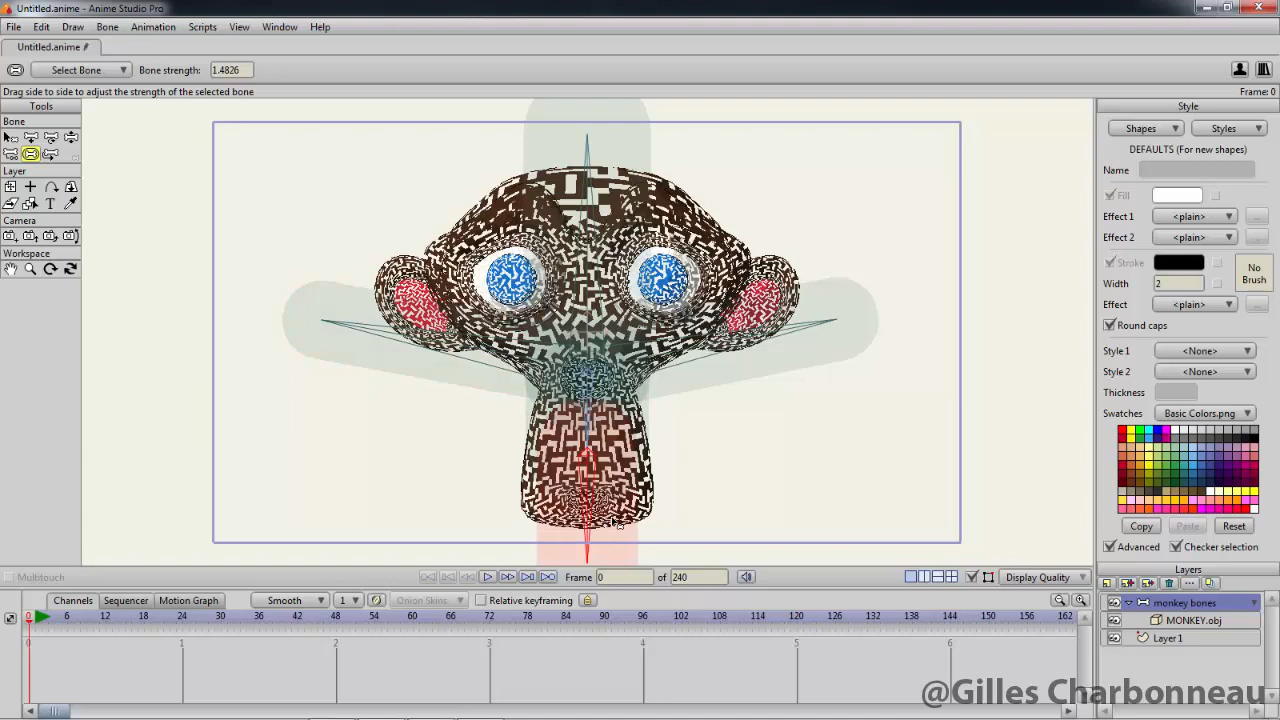 Untitled.anime - Anime Studio Pro
File Edit Draw Bone Animation Scripts View Window Help
Untitled.anime
Select Bone Bone strength: 1.4826
Drag side to side to adjust the strength of the selected bone Frame: 0
Tools
Bone
Layer
T
Camera
Workspace
Style
Shapes Styles
DEFAULTS (For new shapes)
Name
Fill
Effect 1 <plain> ...
Effect 2 <plain> ...
Stroke
Width 2
No Brush
Effect <plain> ...
Round caps
Style 1 <None>
Style 2 <None>
Thickness
Swatches Basic Colors.png
Copy Paste Reset
Advanced Checker selection
Multitouch Frame 0 of 240 Display Quality
Layers
Channels Sequencer Motion Graph Smooth 1 Onion Skins Relative keyframing
0 6 12 18 24 30 36 42 48 54 60 66 72 78 84 90 96 102 108 114 120 126 132 138 144 150 156 162
0 1 2 3 4 5 6
monkey bones
MONKEY.obj
Layer1
@Gilles Charbonneau